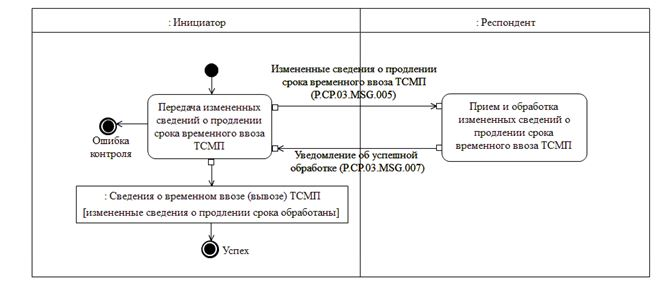 : Инициатор
: Респондент
Измененные сведения о продлении
срока временного ввоза ТСМП
(P.CP.03.MSG.005)
Передача измененных
сведений о продлении
срока временного ввоза
ТСМП
Прием и обработка
измененных сведений о
продлении срока
временного ввоза ТСМП
Ошибка
контроля
Уведомление об успешной
обработке (P.CP.03.MSG.007)
: Сведения о временном ввозе (вывозе) ТСМП
[измененные сведения о продлении срока обработаны]
Успех